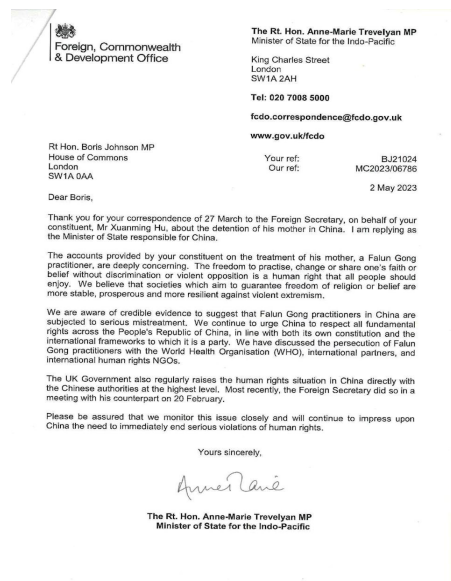 Foreign, Commonwealth
& Development Office
The Rt. Hon. Anne-Marie Trevelyan MP
Minister of State for the Indo-Pacific
King Charles Street
London
SW1A 2AH
Tel: 020 7008 5000
fcdo.correspondence@fcdo.gov.uk
www.gov.uk/fcdo
Rt Hon. Boris Johnson MP
House of Commons
London
SW1A 0AA
Your ref: BJ21024
Our ref: MC2023/06786
2 May 2023
Dear Boris,
Thank you for your correspondence of 27 March to the Foreign Secretary, on behalf of your
constituent, Mr Xuanming Hu, about the detention of his mother in China. I am replying as
the Minister of State responsible for China.
The accounts provided by your constituent on the treatment of his mother, a Falun Gong
practitioner, are deeply concerning. The freedom to practise, change or share one's faith or
belief without discrimination or violent opposition is a human right that all people should
enjoy. We believe that societies which aim to guarantee freedom of religion or belief are
more stable, prosperous and more resilient against violent extremism.
We are aware of credible evidence to suggest that Falun Gong practitioners in China are
subjected to serious mistreatment. We continue to urge China to respect all fundamental
rights across the People's Republic of China, in line with both its own constitution and the
international frameworks to which it is a party. We have discussed the persecution of Falun
Gong practitioners with the World Health Organisation (WHO), international partners, and
international human rights NGOs.
The UK Government also regularly raises the human rights situation in China directly with
the Chinese authorities at the highest level. Most recently, the Foreign Secretary did so in a
meeting with his counterpart on 20 February.
Please be assured that we monitor this issue closely and will continue to impress upon
China the need to immediately end serious violations of human rights.
Yours sincerely,
Anne-Marie
The Rt. Hon. Anne-Marie Trevelyan MP
Minister of State for the Indo-Pacific